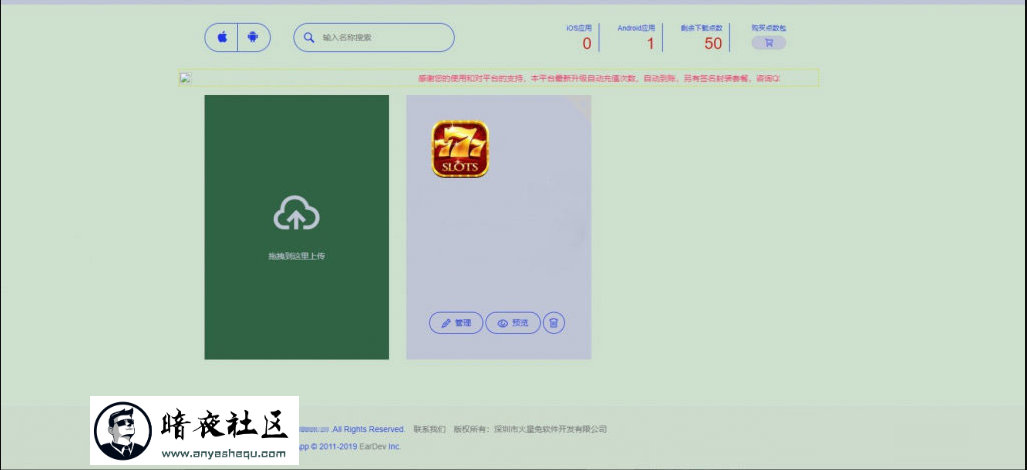 输入名称搜索
iOS应用
0
Android应用
1
剩余下载点数
50
购买点数包
感谢您的使用和对平台的支持，本平台最新升级自动充值次数，自动到账，另有签名封装套餐，咨询Q:
拖拽到这里上传
777
SLOTS
管理
预览
暗夜社区
www.anyeshequ.com
.All Rights Reserved. 联系我们 版权所有：深圳市火星兔软件开发有限公司
© 2011-2019 EarDev Inc.